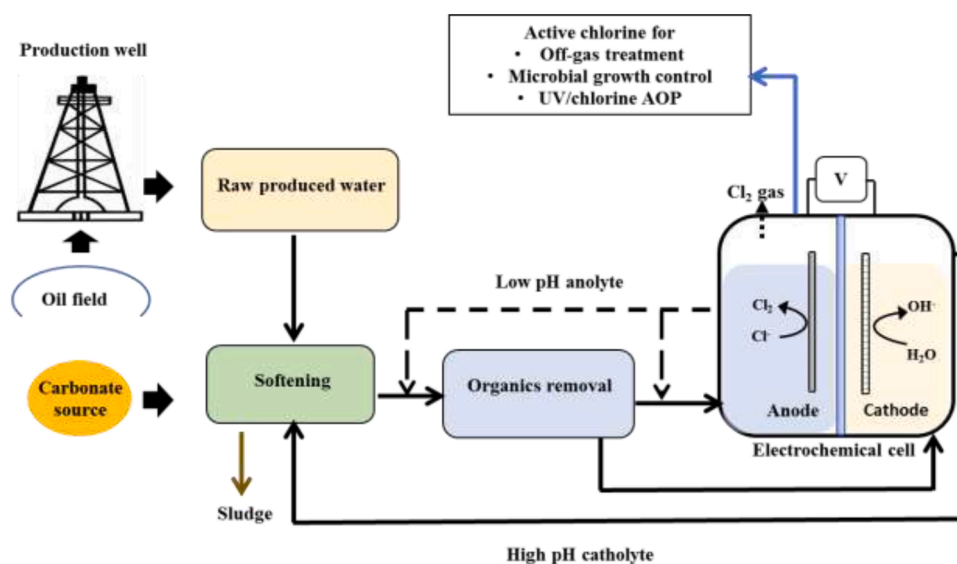 Production well
Active chlorine for
• Off-gas treatment
• Microbial growth control
• UV/chlorine AOP
Raw produced water
V
Cl₂ gas
Oil field
Low pH anolyte
Carbonate
source
Softening
Organics removal
Cl₂
Cl⁻
OH⁻
H₂O
Anode
Cathode
Electrochemical cell
Sludge
High pH catholyte